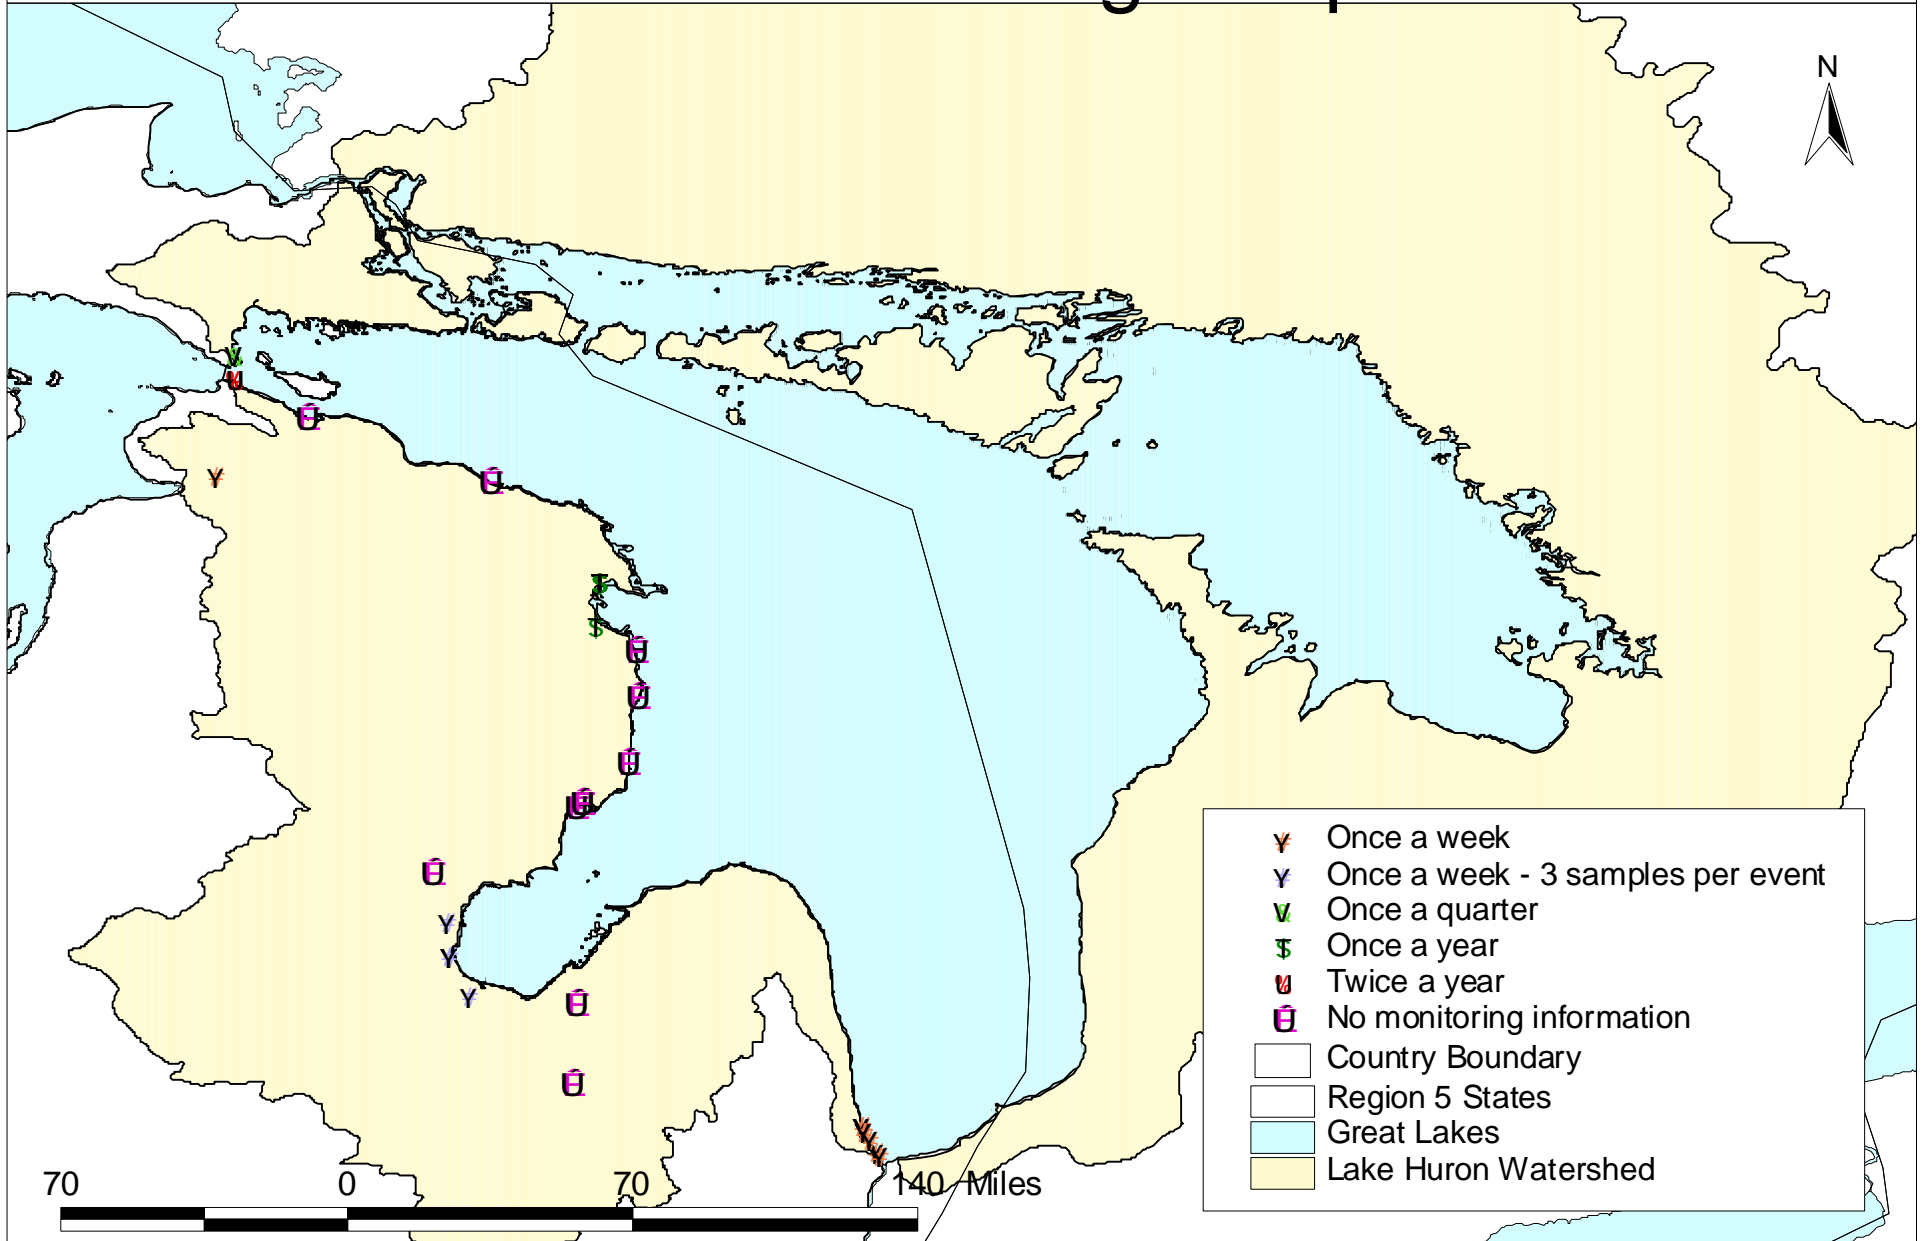 N
Once a week
Once a week - 3 samples per event
Once a quarter
Once a year
Twice a year
No monitoring information
Country Boundary
Region 5 States
Great Lakes
Lake Huron Watershed
70 0 70 140 Miles